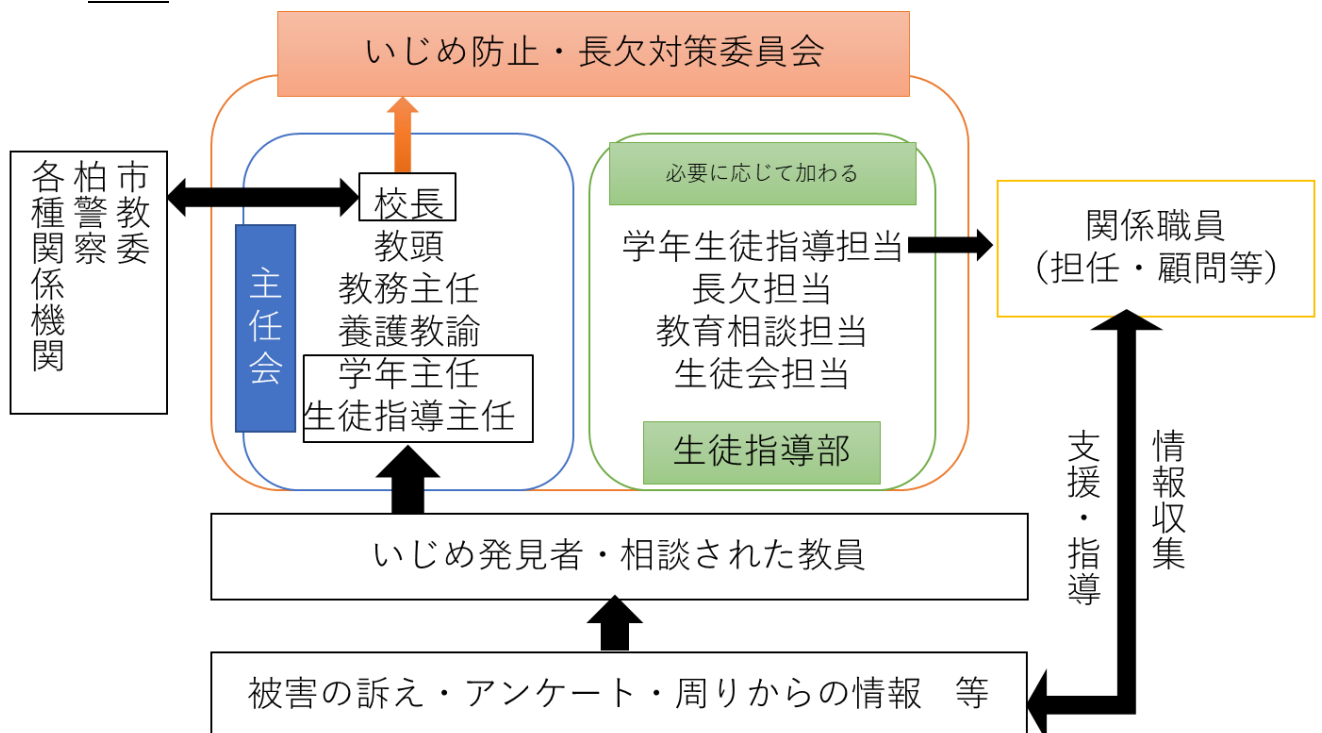 いじめ防止・長欠対策委員会
市教委
柏警察
各種関係機関
主任会
校長
教頭
教務主任
養護教諭
学年主任
生徒指導主任
必要に応じて加わる
学年生徒指導担当
長欠担当
教育相談担当
生徒会担当
生徒指導部
関係職員
（担任・顧問等）
情報収集
支援・指導
いじめ発見者・相談された教員
被害の訴え・アンケート・周りからの情報　等